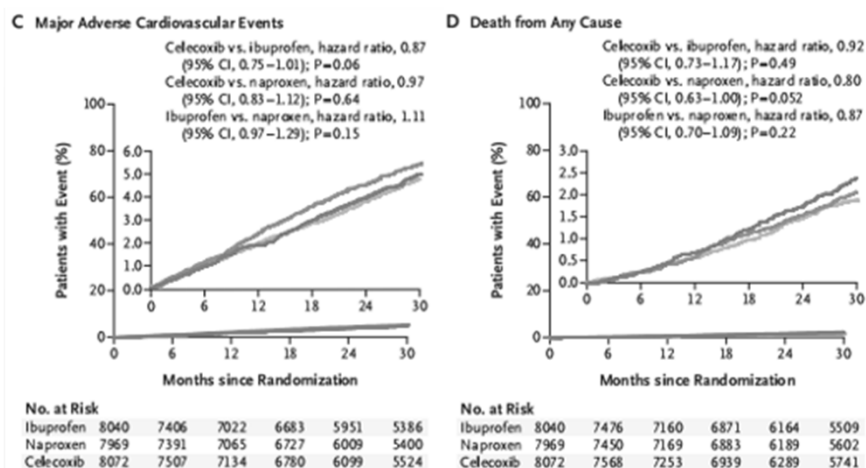 C Major Adverse Cardiovascular Events
Celecoxib vs. ibuprofen, hazard ratio, 0.87
(95% CI, 0.75–1.01); P=0.06
Celecoxib vs. naproxen, hazard ratio, 0.97
(95% CI, 0.83–1.12); P=0.64
Ibuprofen vs. naproxen, hazard ratio, 1.11
(95% CI, 0.97–1.29); P=0.15
Patients with Event (%)
100
80
60
40
20
0
6.0
5.0
4.0
3.0
2.0
1.0
0.0
0 6 12 18 24 30
0 6 12 18 24 30
Months since Randomization
No. at Risk
Ibuprofen 8040 7406 7022 6683 5951 5386
Naproxen 7969 7391 7065 6727 6009 5400
Celecoxib 8072 7507 7134 6780 6099 5524
D Death from Any Cause
Celecoxib vs. ibuprofen, hazard ratio, 0.92
(95% CI, 0.73–1.17); P=0.49
Celecoxib vs. naproxen, hazard ratio, 0.80
(95% CI, 0.63–1.00); P=0.052
Ibuprofen vs. naproxen, hazard ratio, 0.87
(95% CI, 0.70–1.09); P=0.22
Patients with Event (%)
100
80
60
40
20
0
3.0
2.5
2.0
1.5
1.0
0.5
0.0
0 6 12 18 24 30
0 6 12 18 24 30
Months since Randomization
No. at Risk
Ibuprofen 8040 7476 7160 6871 6164 5509
Naproxen 7969 7450 7169 6883 6189 5602
Celecoxib 8072 7568 7253 6939 6289 5741